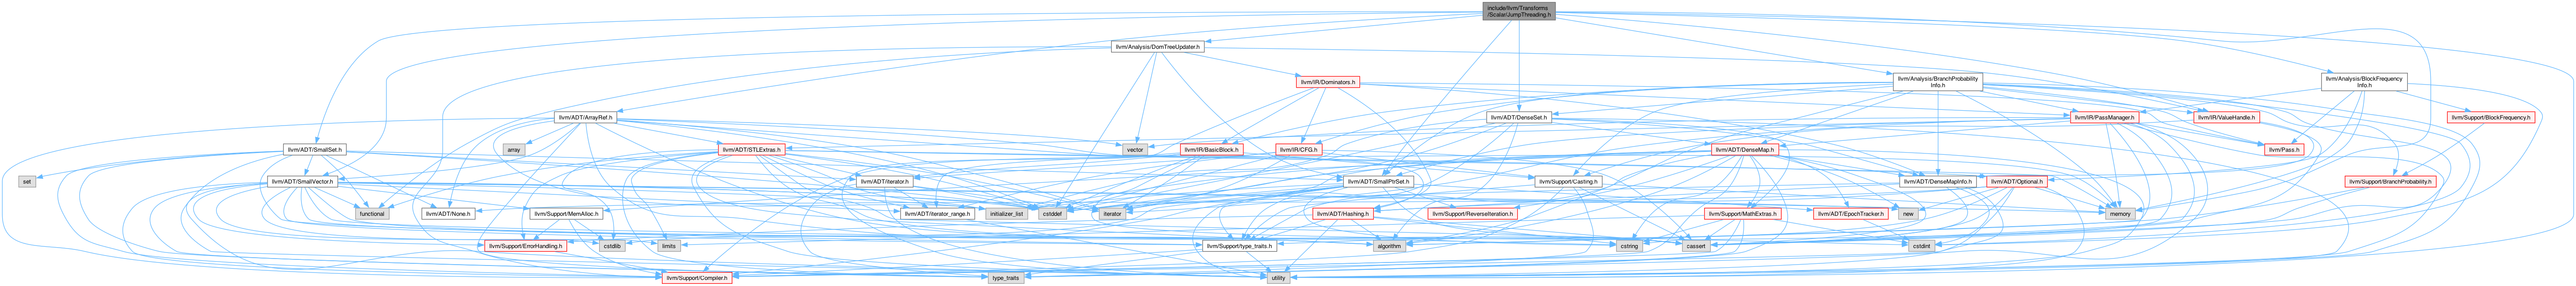 include/llvm/Transforms
/Scalar/JumpThreading.h
llvm/Analysis/DomTreeUpdater.h
llvm/IR/Dominators.h
llvm/Analysis/BranchProbability
Info.h
llvm/Analysis/BlockFrequency
Info.h
llvm/ADT/ArrayRef.h
llvm/ADT/DenseSet.h
llvm/IR/PassManager.h
llvm/IR/ValueHandle.h
llvm/Support/BlockFrequency.h
llvm/ADT/SmallSet.h
array
llvm/ADT/STLExtras.h
vector
llvm/IR/BasicBlock.h
llvm/IR/CFG.h
llvm/ADT/DenseMap.h
llvm/Pass.h
set
llvm/ADT/SmallVector.h
llvm/ADT/iterator.h
llvm/ADT/SmallPtrSet.h
llvm/Support/Casting.h
llvm/ADT/DenseMapInfo.h
llvm/ADT/Optional.h
llvm/Support/BranchProbability.h
functional
llvm/ADT/None.h
llvm/Support/MemAlloc.h
llvm/ADT/iterator_range.h
initializer_list
cstddef
iterator
llvm/ADT/Hashing.h
llvm/Support/ReverseIteration.h
llvm/ADT/EpochTracker.h
llvm/Support/MathExtras.h
new
memory
llvm/Support/ErrorHandling.h
cstdlib
limits
llvm/Support/type_traits.h
algorithm
cstring
cassert
cstdint
llvm/Support/Compiler.h
type_traits
utility